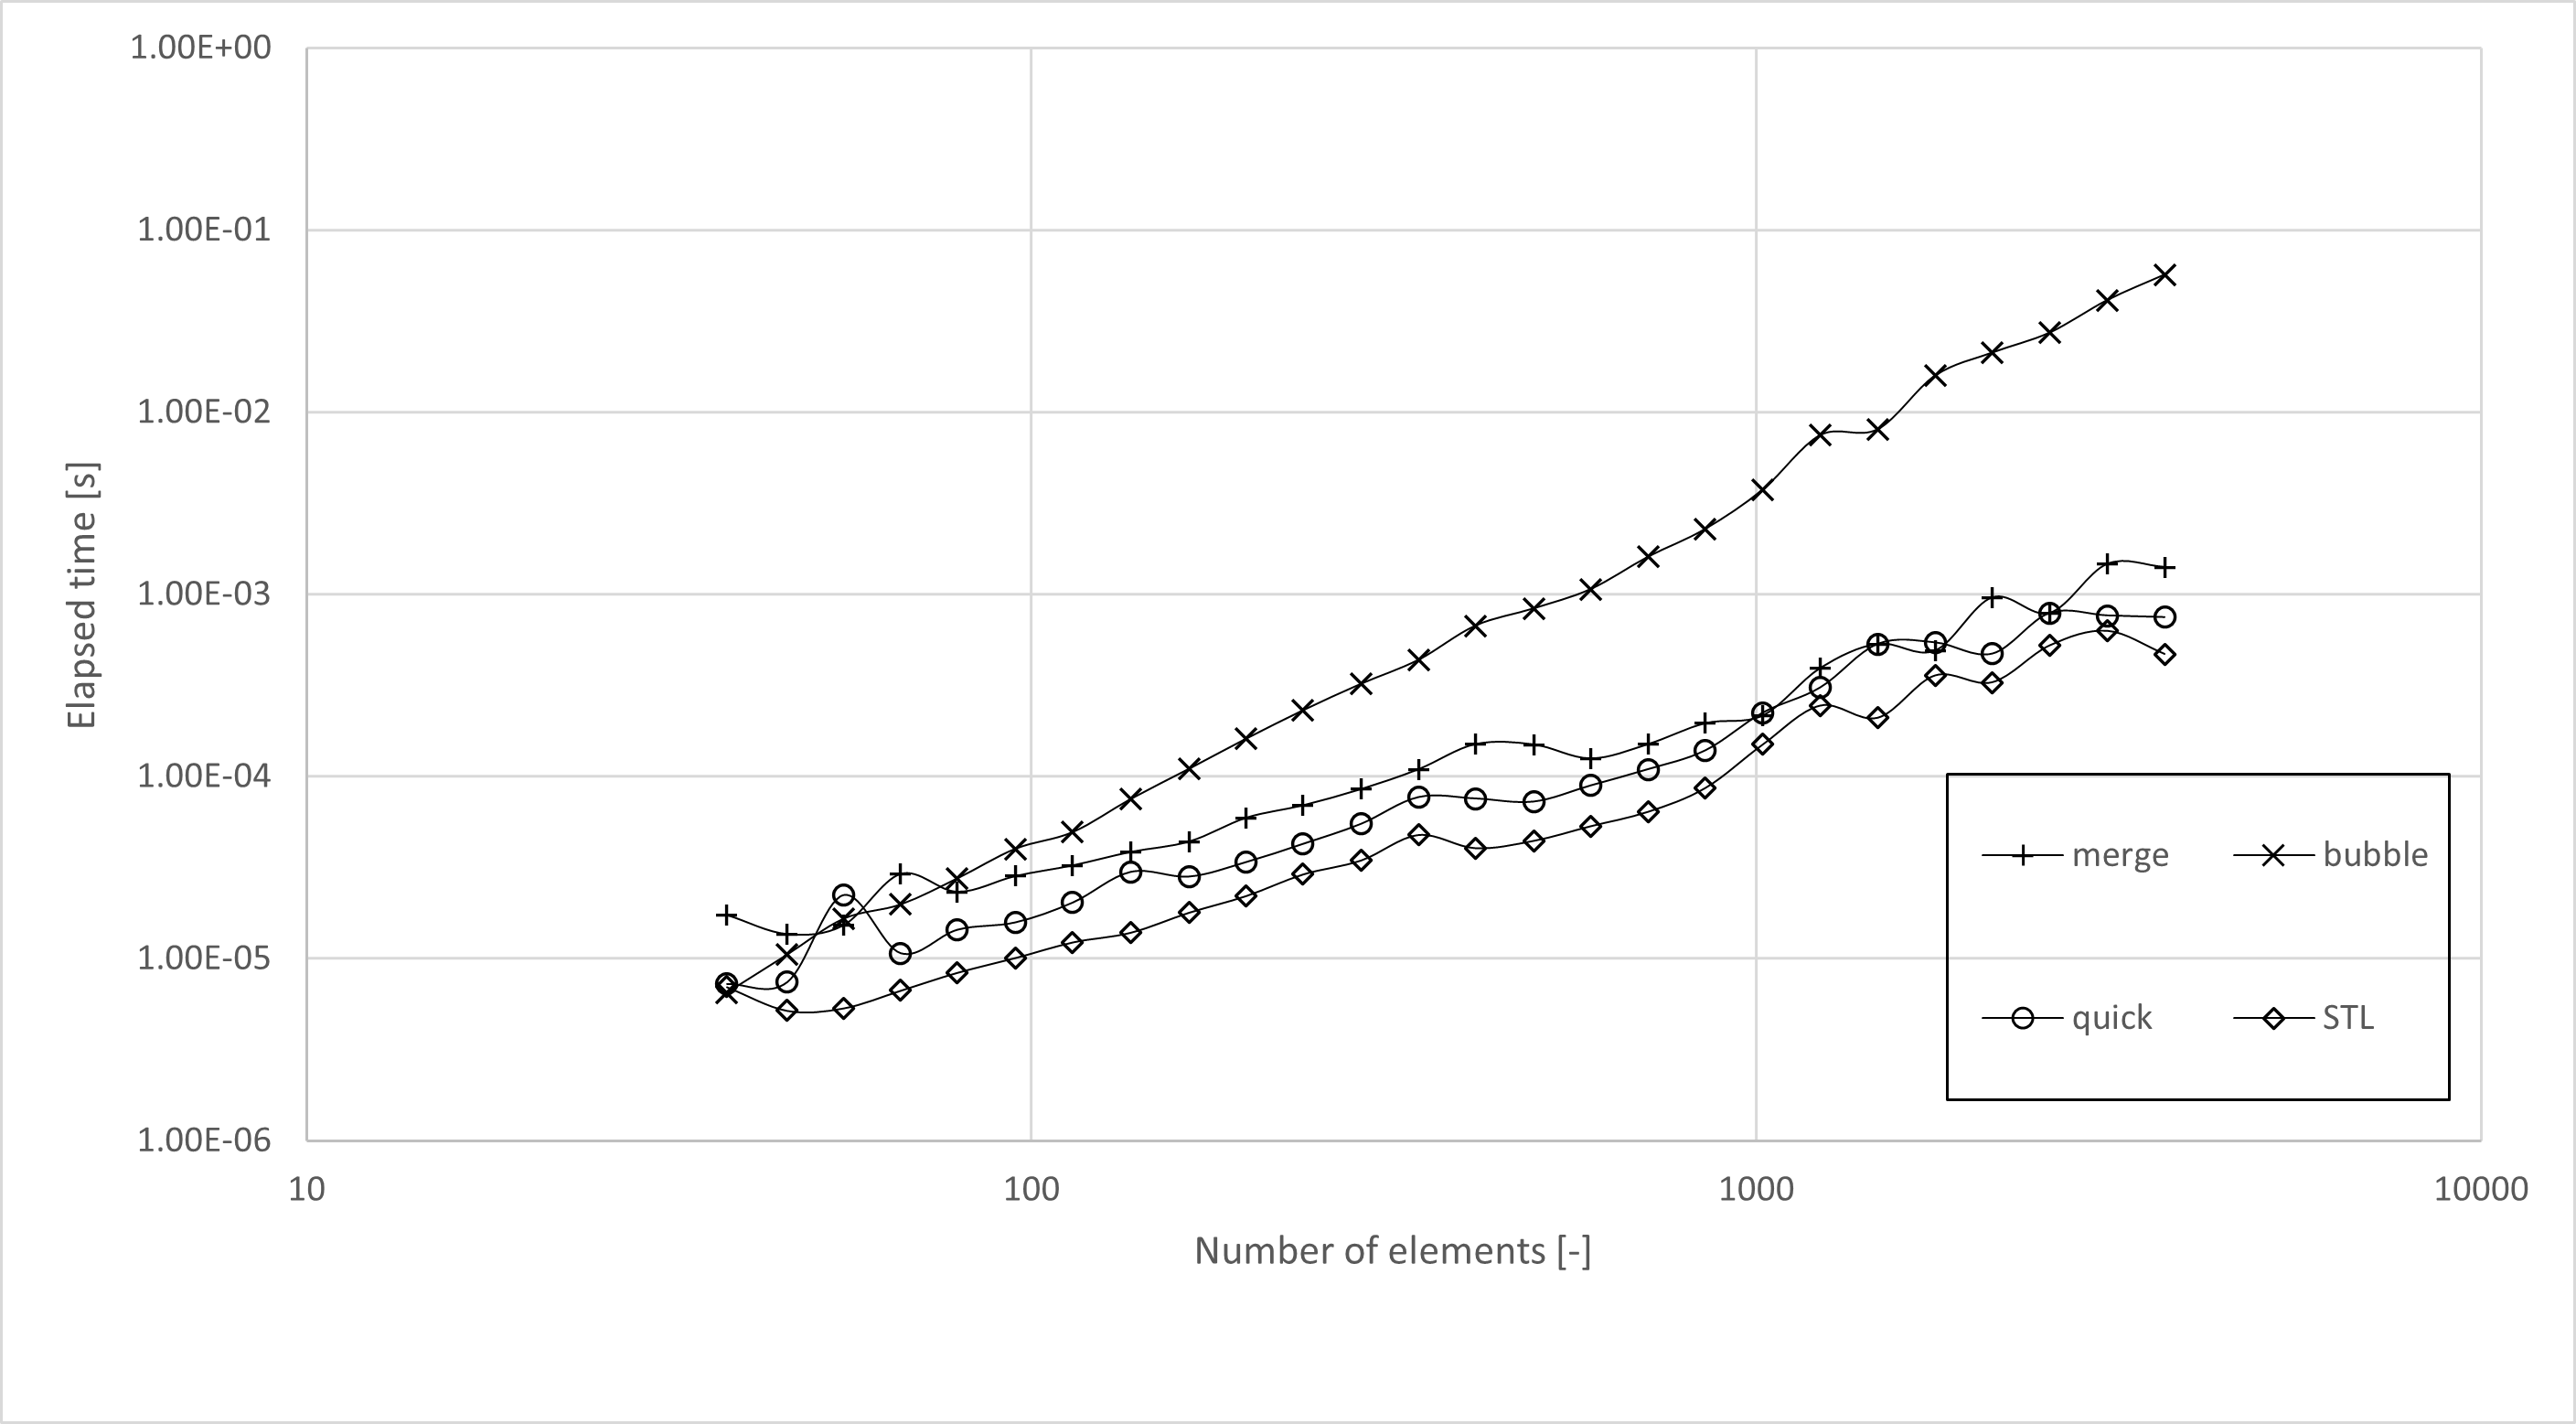 1.00E+00
1.00E-01
1.00E-02
1.00E-03
1.00E-04
1.00E-05
1.00E-06
Elapsed time [s]
10 100 1000 10000
Number of elements [-]
merge bubble
quick STL